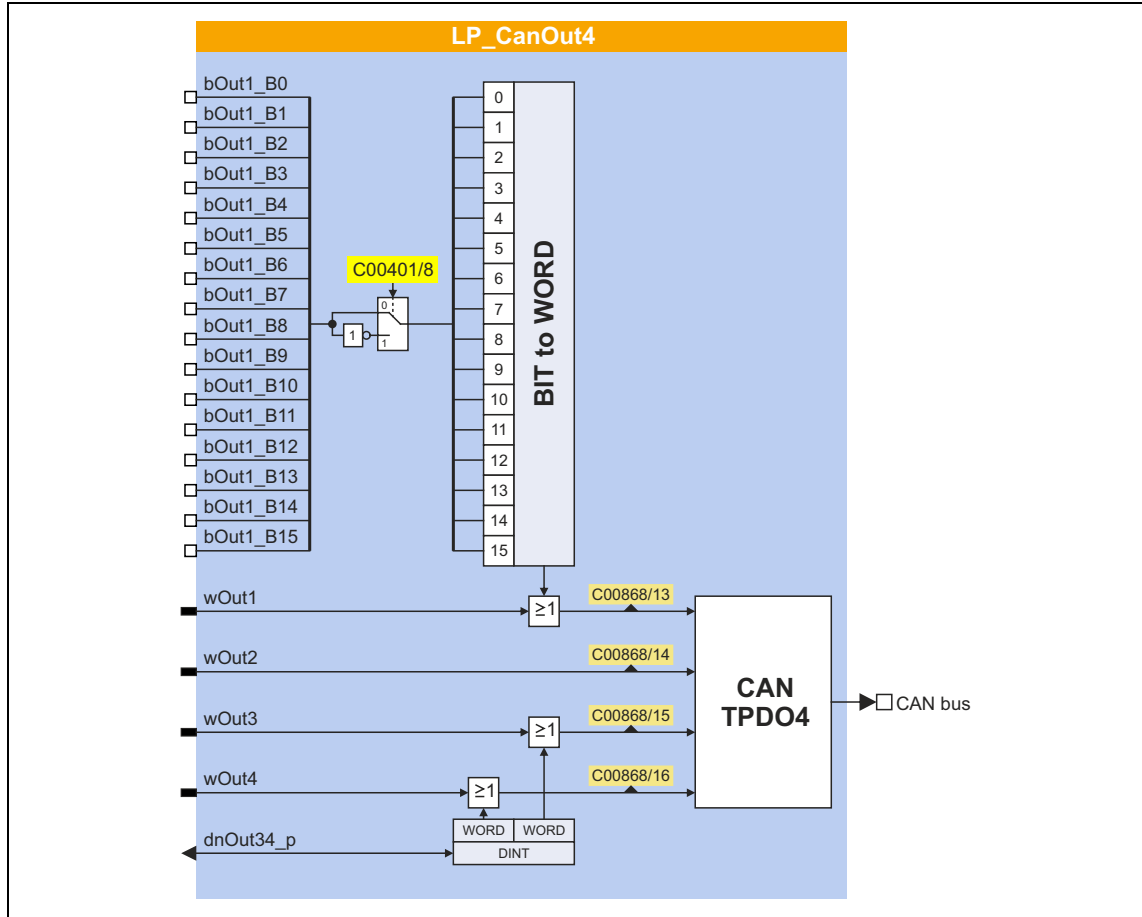 LP_CanOut4
bOut1_B0
bOut1_B1
bOut1_B2
bOut1_B3
bOut1_B4
bOut1_B5
bOut1_B6
bOut1_B7
bOut1_B8
bOut1_B9
bOut1_B10
bOut1_B11
bOut1_B12
bOut1_B13
bOut1_B14
bOut1_B15
C00401/8
0
1
1
0
1
2
3
4
5
6
7
8
9
10
11
12
13
14
15
BIT to WORD
wOut1
≥1
C00868/13
wOut2
C00868/14
wOut3
≥1
C00868/15
wOut4
≥1
C00868/16
dnOut34_p
WORD WORD
DINT
CAN
TPDO4
CAN bus